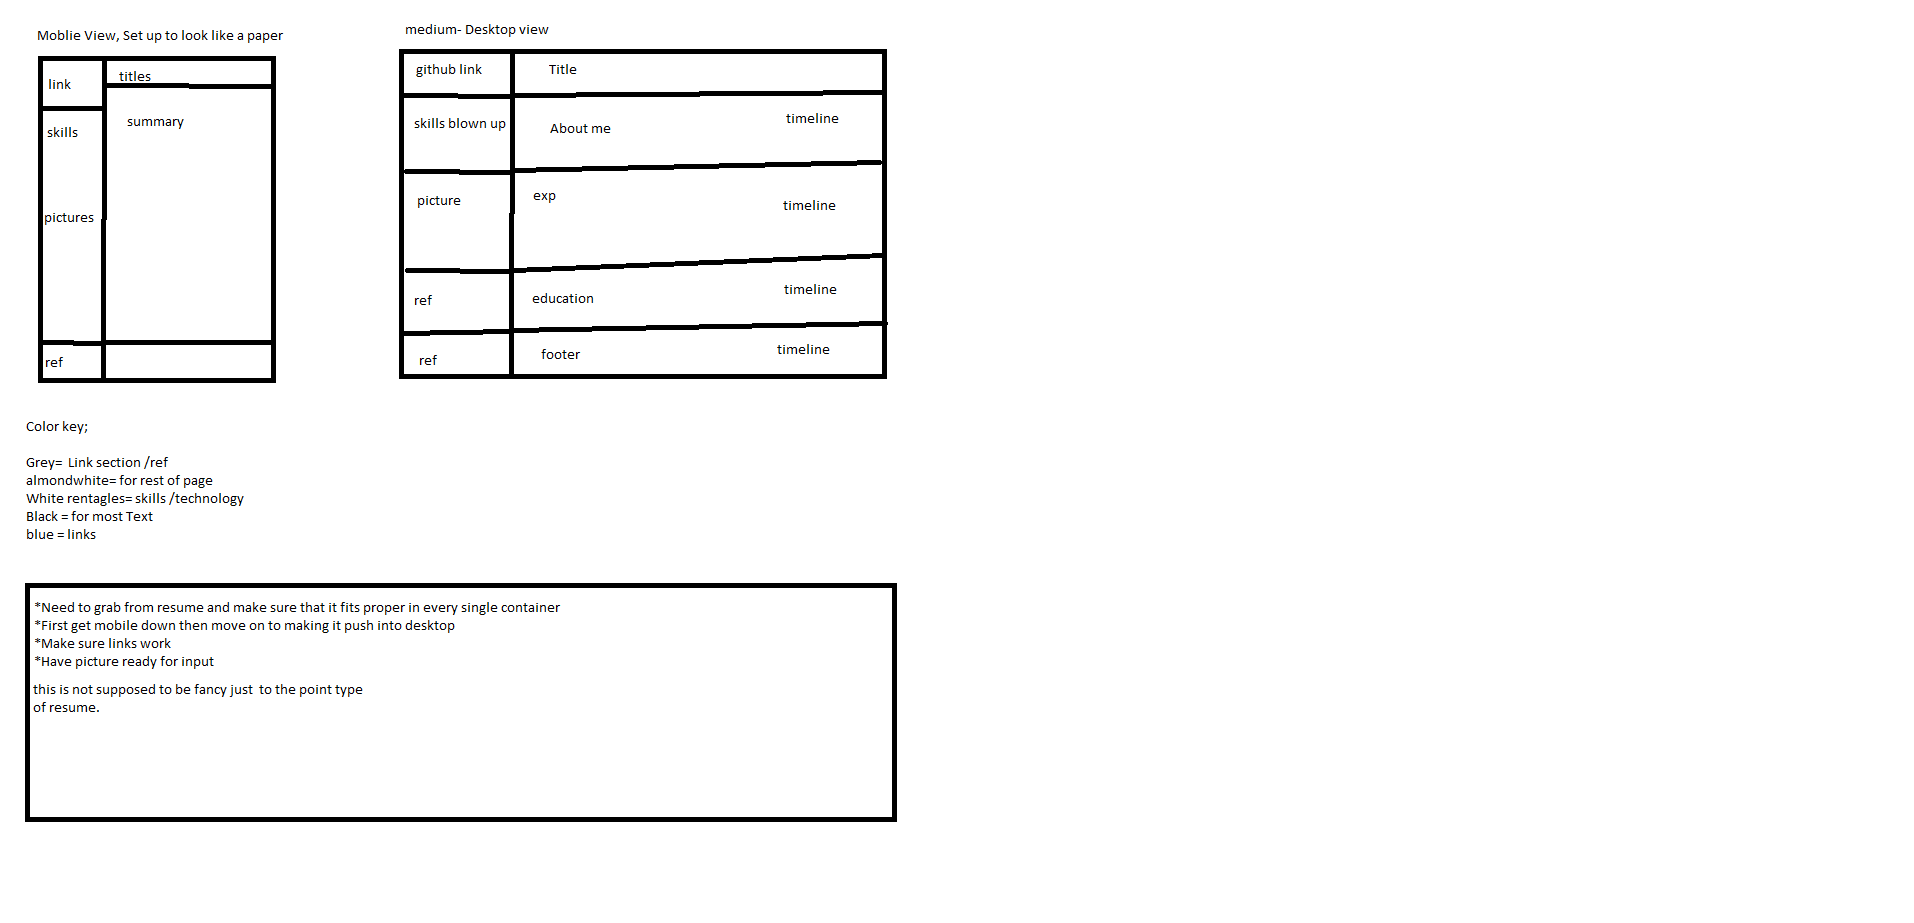 Moblie View, Set up to look like a paper
link
titles
skills
summary
pictures
ref
medium- Desktop view
github link
Title
skills blown up
About me
timeline
picture
exp
timeline
ref
education
timeline
ref
footer
timeline
Color key;
Grey= Link section /ref
almondwhite= for rest of page
White rentagles= skills /technology
Black = for most Text
blue = links
*Need to grab from resume and make sure that it fits proper in every single container
*First get mobile down then move on to making it push into desktop
*Make sure links work
*Have picture ready for input
this is not supposed to be fancy just to the point type
of resume.